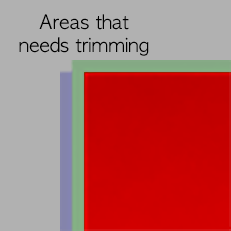 Areas that
needs trimming